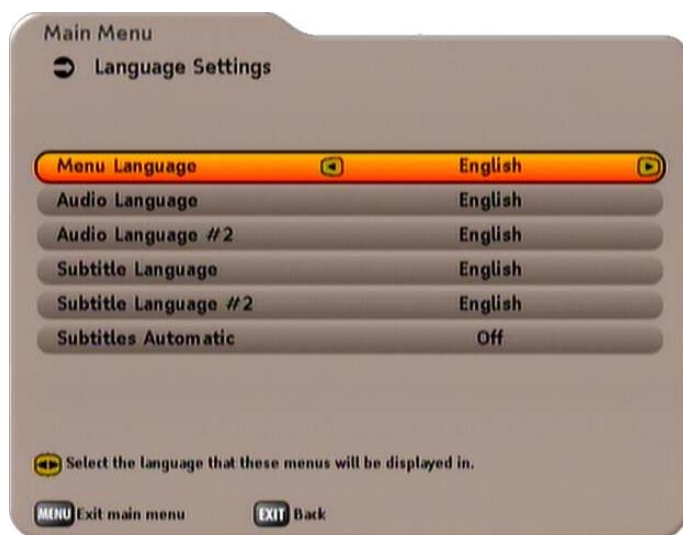 Main Menu
Language Settings
Menu Language English
Audio Language English
Audio Language #2 English
Subtitle Language English
Subtitle Language #2 English
Subtitles Automatic Off
Select the language that these menus will be displayed in.
MENU Exit main menu EXIT Back